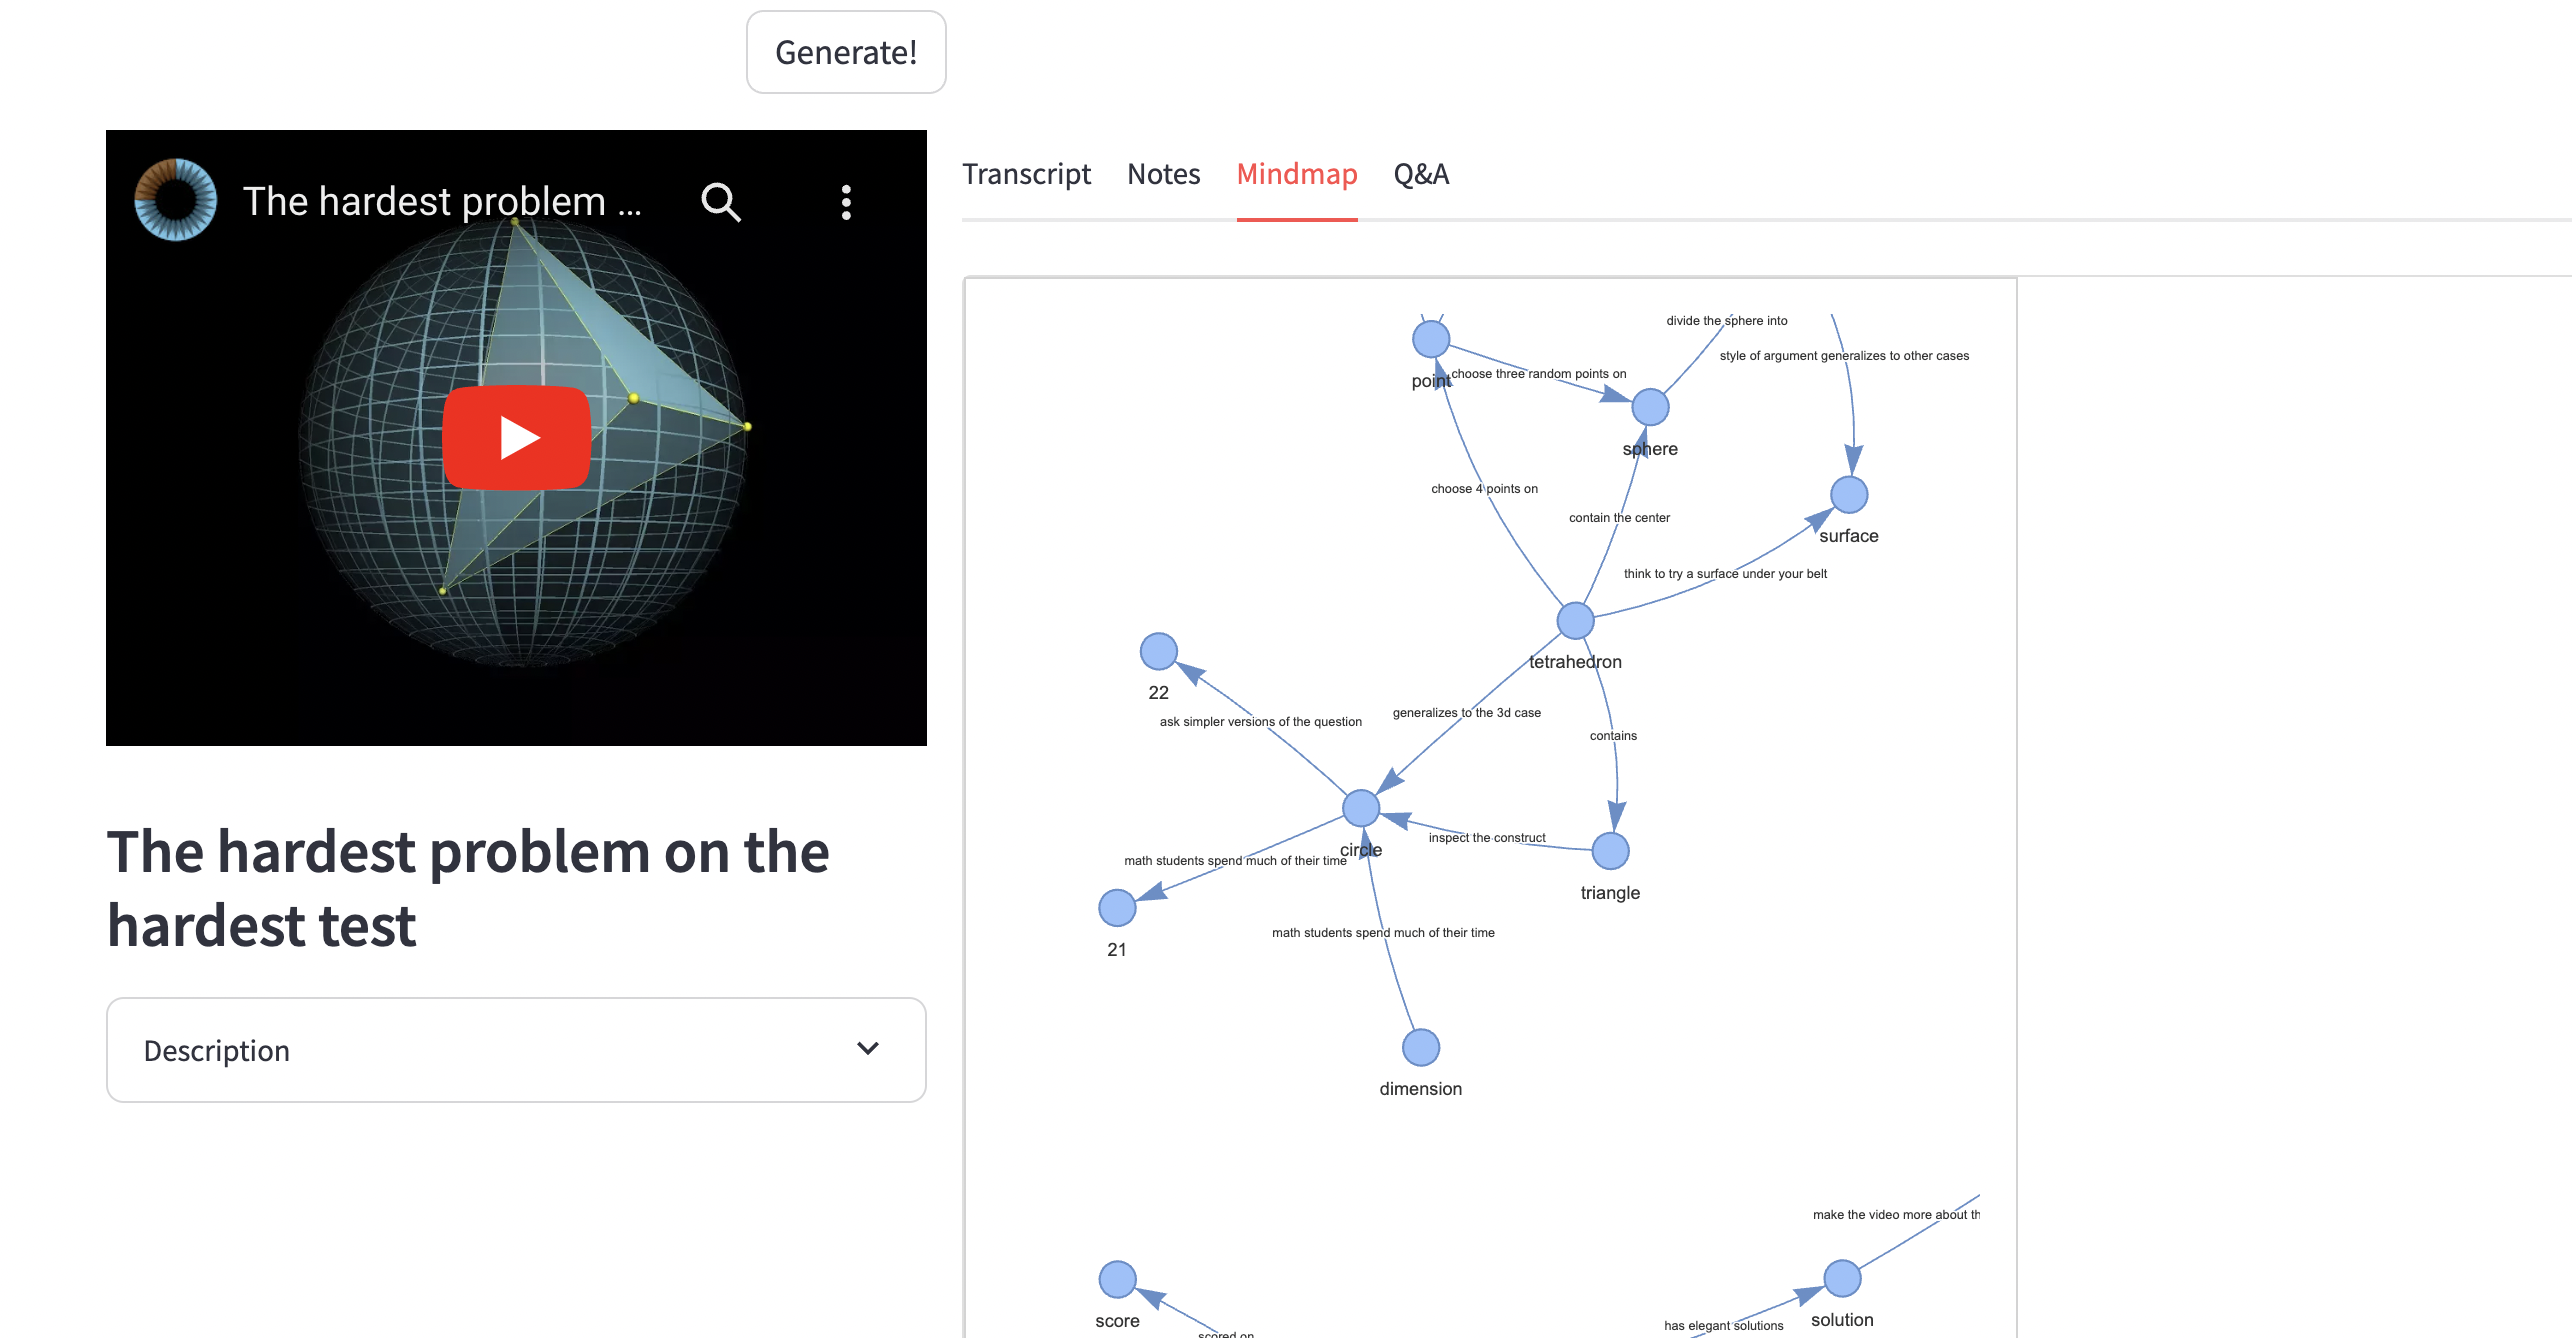 Generate!
The hardest problem ...
Transcript Notes Mindmap Q&A
divide the sphere into
style of argument generalizes to other cases
choose three random points on
point
sphere
choose 4 points on
contain the center
surface
think to try a surface under your belt
tetrahedron
22
generalizes to the 3d case
ask simpler versions of the question
contains
inspect the construct
circle
math students spend much of their time
triangle
math students spend much of their time
21
dimension
The hardest problem on the
hardest test
Description
make the video more about th
score
solution
has elegant solutions
scored on